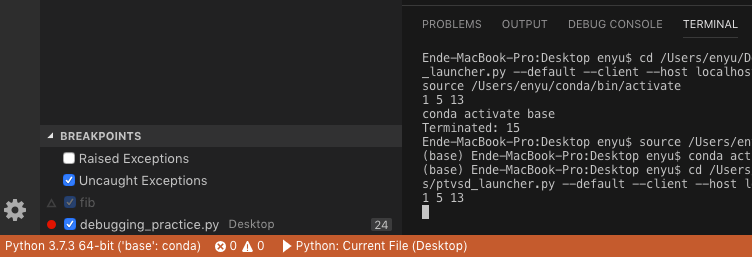 PROBLEMS OUTPUT DEBUG CONSOLE TERMINAL
Ende-MacBook-Pro:Desktop enyu$ cd /Users/enyu/D
_launcher.py --default --client --host localhos
source /Users/enyu/conda/bin/activate
1 5 13
conda activate base
Terminated: 15
Ende-MacBook-Pro:Desktop enyu$ source /Users/en
(base) Ende-MacBook-Pro:Desktop enyu$ conda act
(base) Ende-MacBook-Pro:Desktop enyu$ cd /Users
s/ptvsd_launcher.py --default --client --host l
1 5 13
BREAKPOINTS
Raised Exceptions
Uncaught Exceptions
fib
debugging_practice.py Desktop 24
Python 3.7.3 64-bit ('base': conda) 0 0 Python: Current File (Desktop)